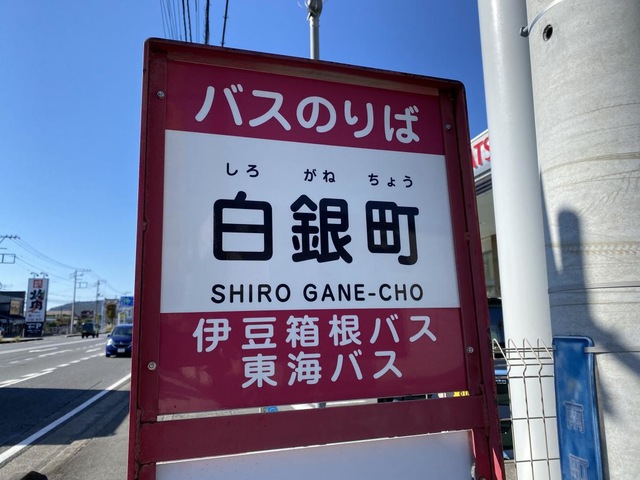 バスのりば
しろ がね ちょう
白銀町
SHIRO GANE-CHO
伊豆箱根バス
東海バス